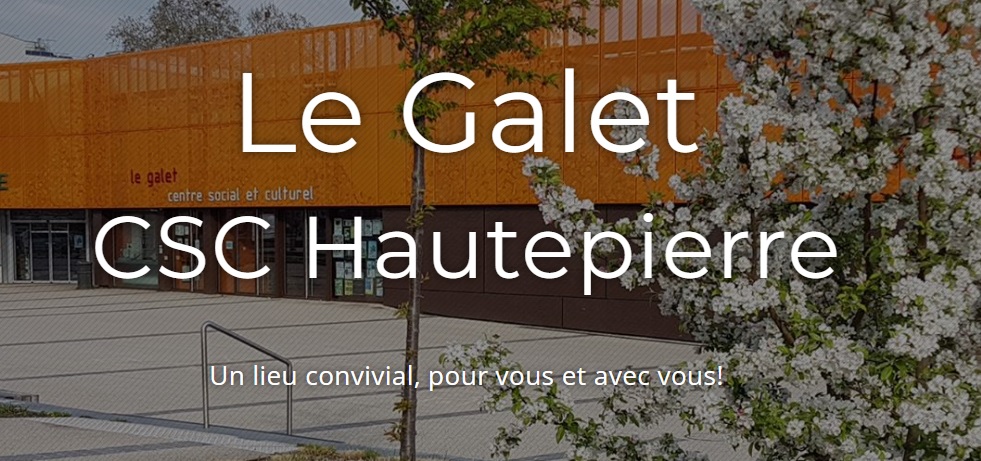 Le Galet
le galet
centre social et culturel
CSC Hautepierre
Un lieu convivial, pour vous et avec vous!